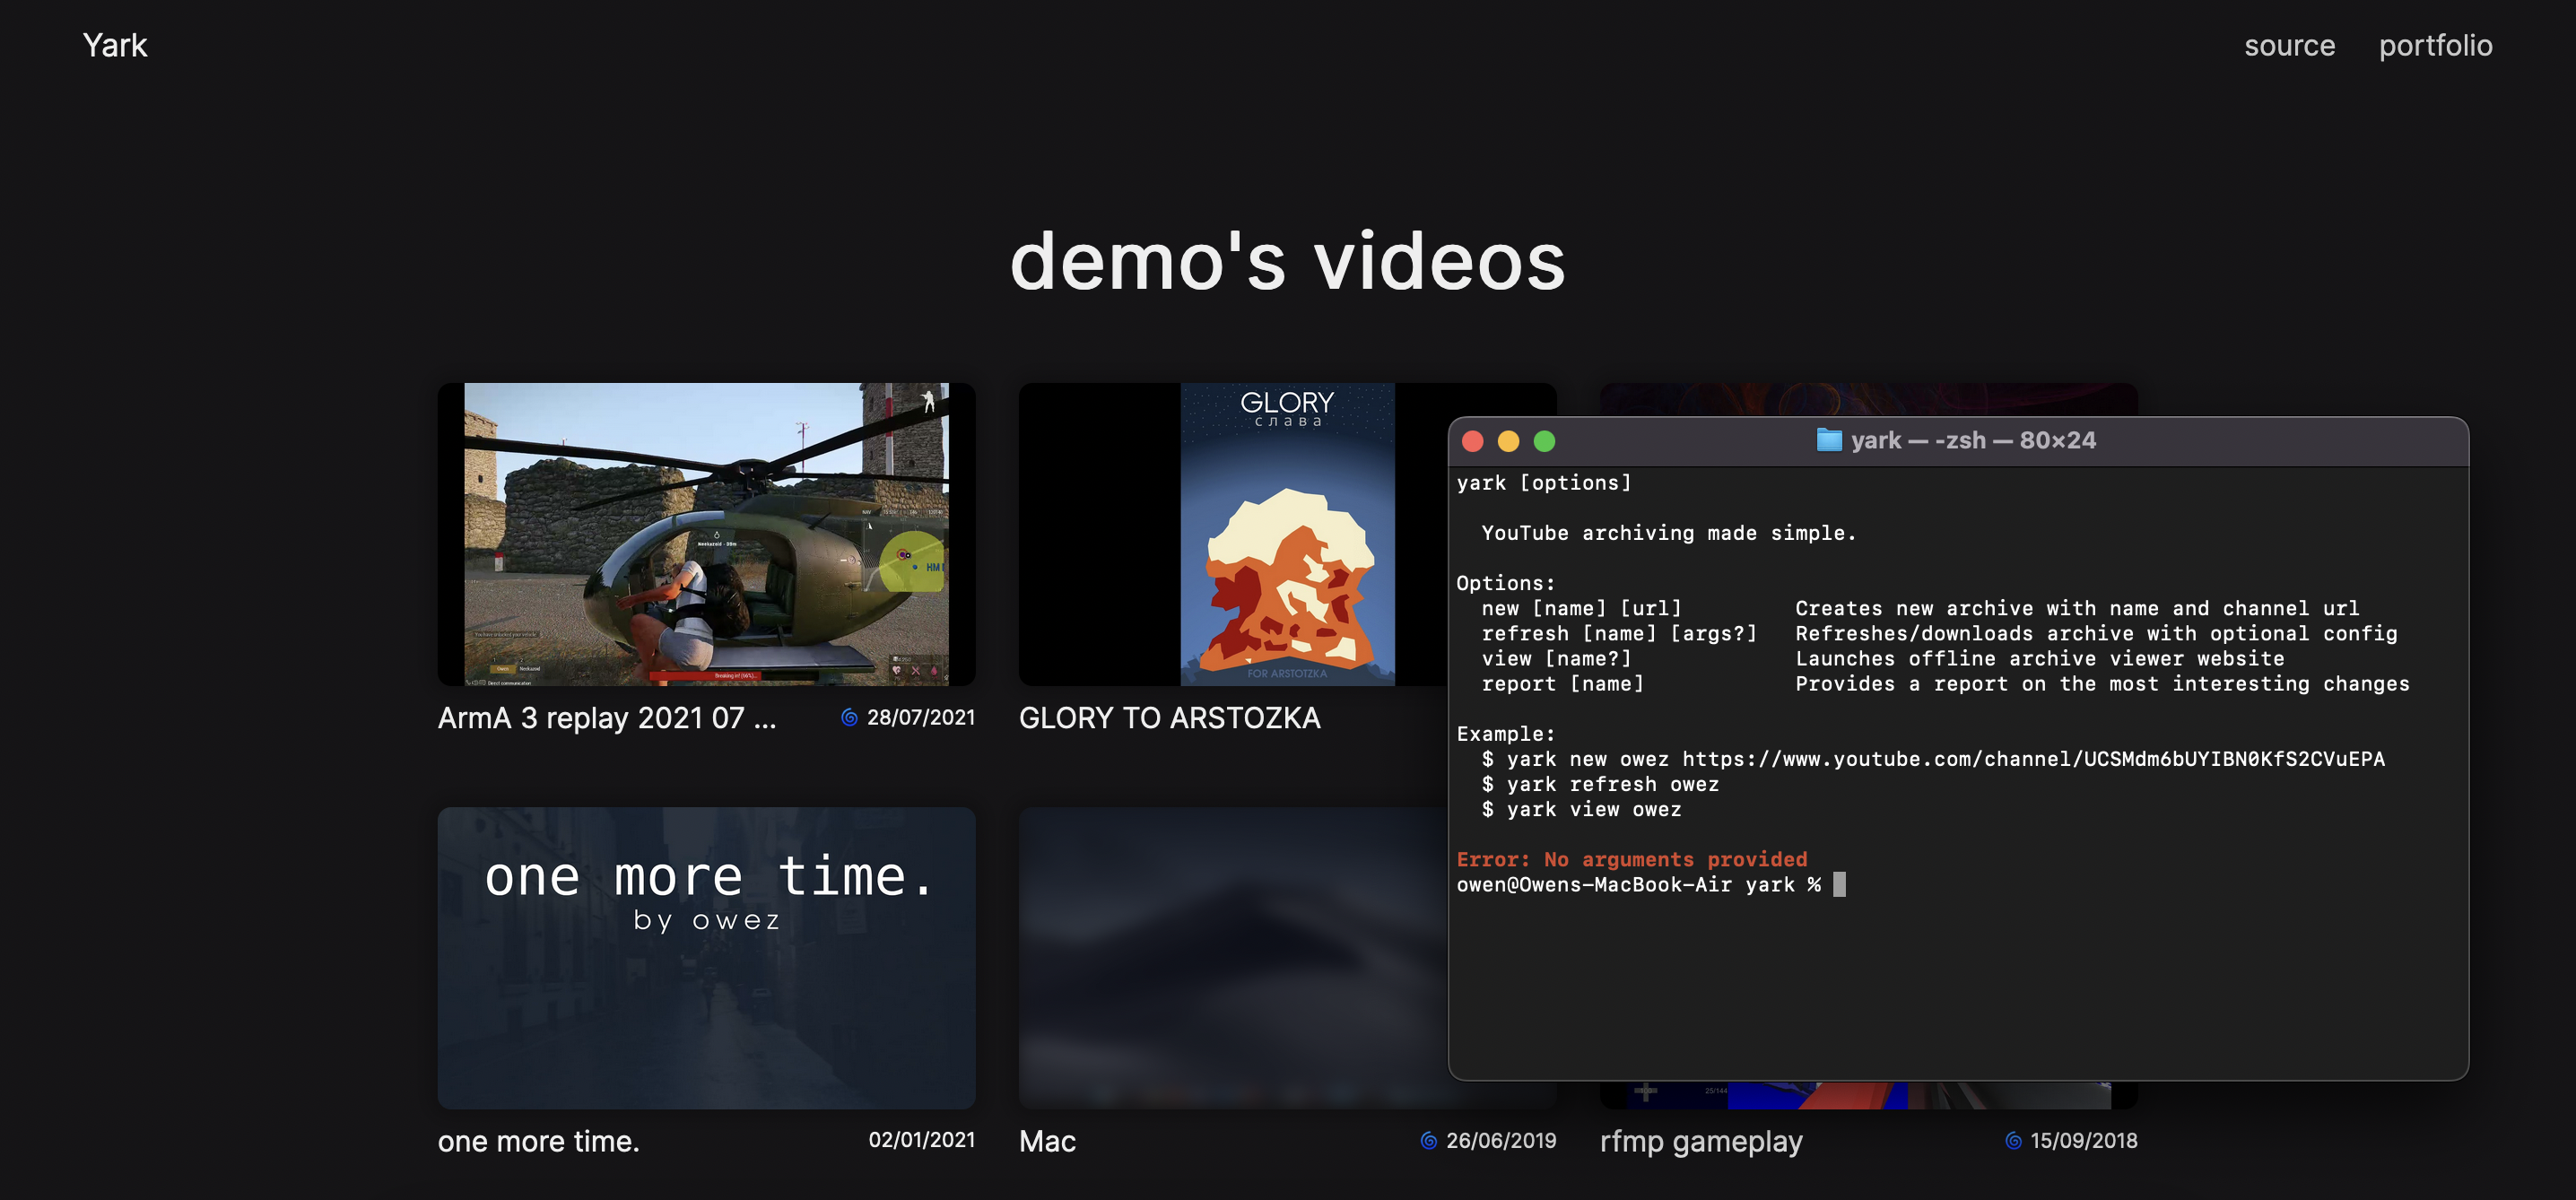 Yark
source portfolio
demo's videos
GLORY
слава
FOR ARSTOTZKA
HM
ArmA 3 replay 2021 07 ...
28/07/2021
GLORY TO ARSTOZKA
one more time.
by owez
one more time.
02/01/2021
Mac
26/06/2019
25/144
rfmp gameplay
15/09/2018
yark — -zsh — 80×24
yark [options]
YouTube archiving made simple.
Options:
new [name] [url] Creates new archive with name and channel url
refresh [name] [args?] Refreshes/downloads archive with optional config
view [name?] Launches offline archive viewer website
report [name] Provides a report on the most interesting changes
Example:
$ yark new owez https://www.youtube.com/channel/UCSMdm6bUYIBN0KfS2CVuEPA
$ yark refresh owez
$ yark view owez
Error: No arguments provided
owen@Owens-MacBook-Air yark %